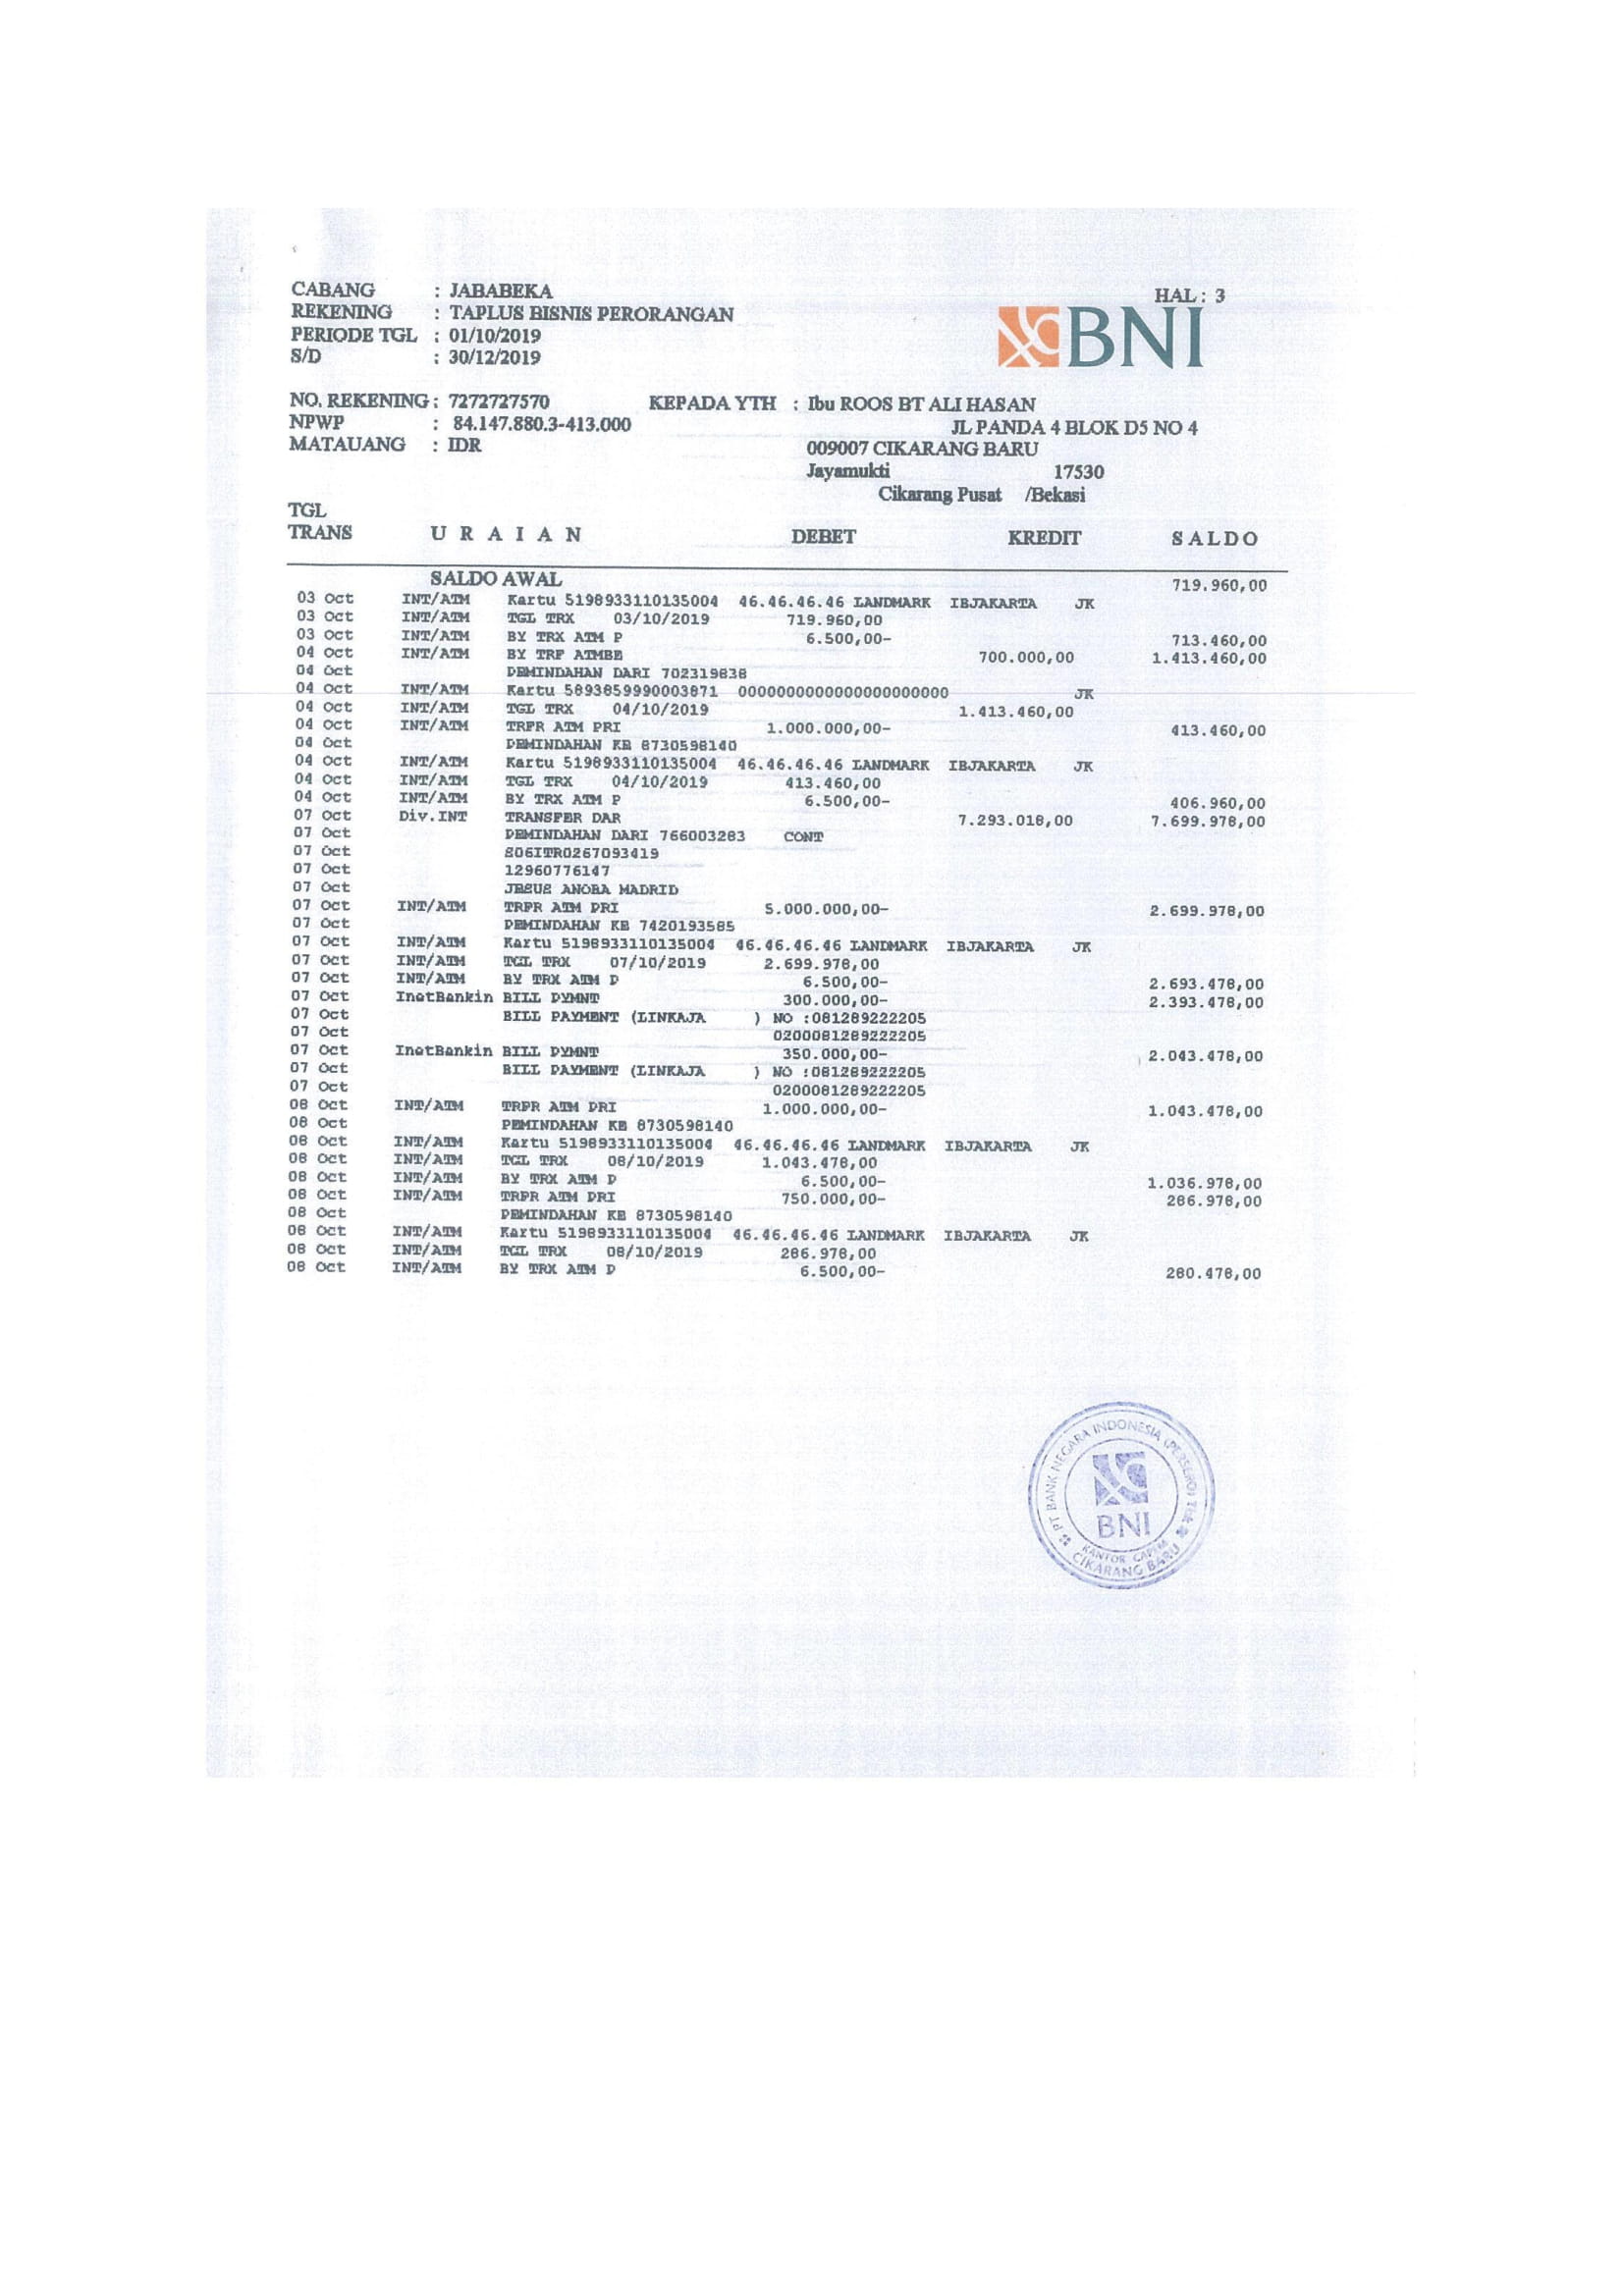 CABANG : JABABEKA HAL : 3
REKENING : TAPLUS BISNIS PERORANGAN
PERIODE TGL : 01/10/2019 BNI
S/D : 30/12/2019
NO. REKENING : 7272727570 KEPADA YTH : Ibu ROOS BT ALI HASAN
NPWP : 84.147.880.3-413.000 JL PANDA 4 BLOK D5 NO 4
MATAUANG : IDR 009007 CIKARANG BARU
Jayamukti 17530
Cikarang Pusat /Bekasi
TGL
TRANS U R A I A N DEBET KREDIT S A L D O
SALDO AWAL 719.960,00
03 Oct INT/ATM Kartu 5198933110135004 46.46.46.46 LANDMARK IBJAKARTA JK
03 Oct INT/ATM TGL TRX 03/10/2019 719.960,00
03 Oct INT/ATM BY TRX ATM P 6.500,00- 713.460,00
04 Oct INT/ATM BY TRF ATMBE 700.000,00 1.413.460,00
04 Oct PEMINDAHAN DARI 702319838
04 Oct INT/ATM Kartu 5893859990003871 0000000000000000000000 JK
04 Oct INT/ATM TGL TRX 04/10/2019 1.413.460,00
04 Oct INT/ATM TRPR ATM PRI 1.000.000,00- 413.460,00
04 Oct PEMINDAHAN KE 8730598140
04 Oct INT/ATM Kartu 5198933110135004 46.46.46.46 LANDMARK IBJAKARTA JK
04 Oct INT/ATM TGL TRX 04/10/2019 413.460,00
04 Oct INT/ATM BY TRX ATM P 6.500,00- 406.960,00
07 Oct Div.INT TRANSFER DAR 7.293.018,00 7.699.978,00
07 Oct PEMINDAHAN DARI 766003283 CONT
07 Oct S06ITR0267093419
07 Oct 12960776147
07 Oct JESUS ANORA MADRID
07 Oct INT/ATM TRPR ATM PRI 5.000.000,00- 2.699.978,00
07 Oct PEMINDAHAN KE 7420193585
07 Oct INT/ATM Kartu 5198933110135004 46.46.46.46 LANDMARK IBJAKARTA JK
07 Oct INT/ATM TGL TRX 07/10/2019 2.699.978,00
07 Oct INT/ATM BY TRX ATM P 6.500,00- 2.693.478,00
07 Oct InetBankin BILL PYMNT 300.000,00- 2.393.478,00
07 Oct BILL PAYMENT (LINKAJA ) NO :081289222205
07 Oct 0200081289222205
07 Oct InetBankin BILL PYMNT 350.000,00- 2.043.478,00
07 Oct BILL PAYMENT (LINKAJA ) NO :081289222205
07 Oct 0200081289222205
08 Oct INT/ATM TRPR ATM PRI 1.000.000,00- 1.043.478,00
08 Oct PEMINDAHAN KE 8730598140
08 Oct INT/ATM Kartu 5198933110135004 46.46.46.46 LANDMARK IBJAKARTA JK
08 Oct INT/ATM TGL TRX 08/10/2019 1.043.478,00
08 Oct INT/ATM BY TRX ATM P 6.500,00- 1.036.978,00
08 Oct INT/ATM TRPR ATM PRI 750.000,00- 286.978,00
08 Oct PEMINDAHAN KE 8730598140
08 Oct INT/ATM Kartu 5198933110135004 46.46.46.46 LANDMARK IBJAKARTA JK
08 Oct INT/ATM TGL TRX 08/10/2019 286.978,00
08 Oct INT/ATM BY TRX ATM P 6.500,00- 280.478,00
PT BANK NEGARA INDONESIA (PERSERO) Tbk
BNI
KANTOR CAPEM
CIKARANG BARU